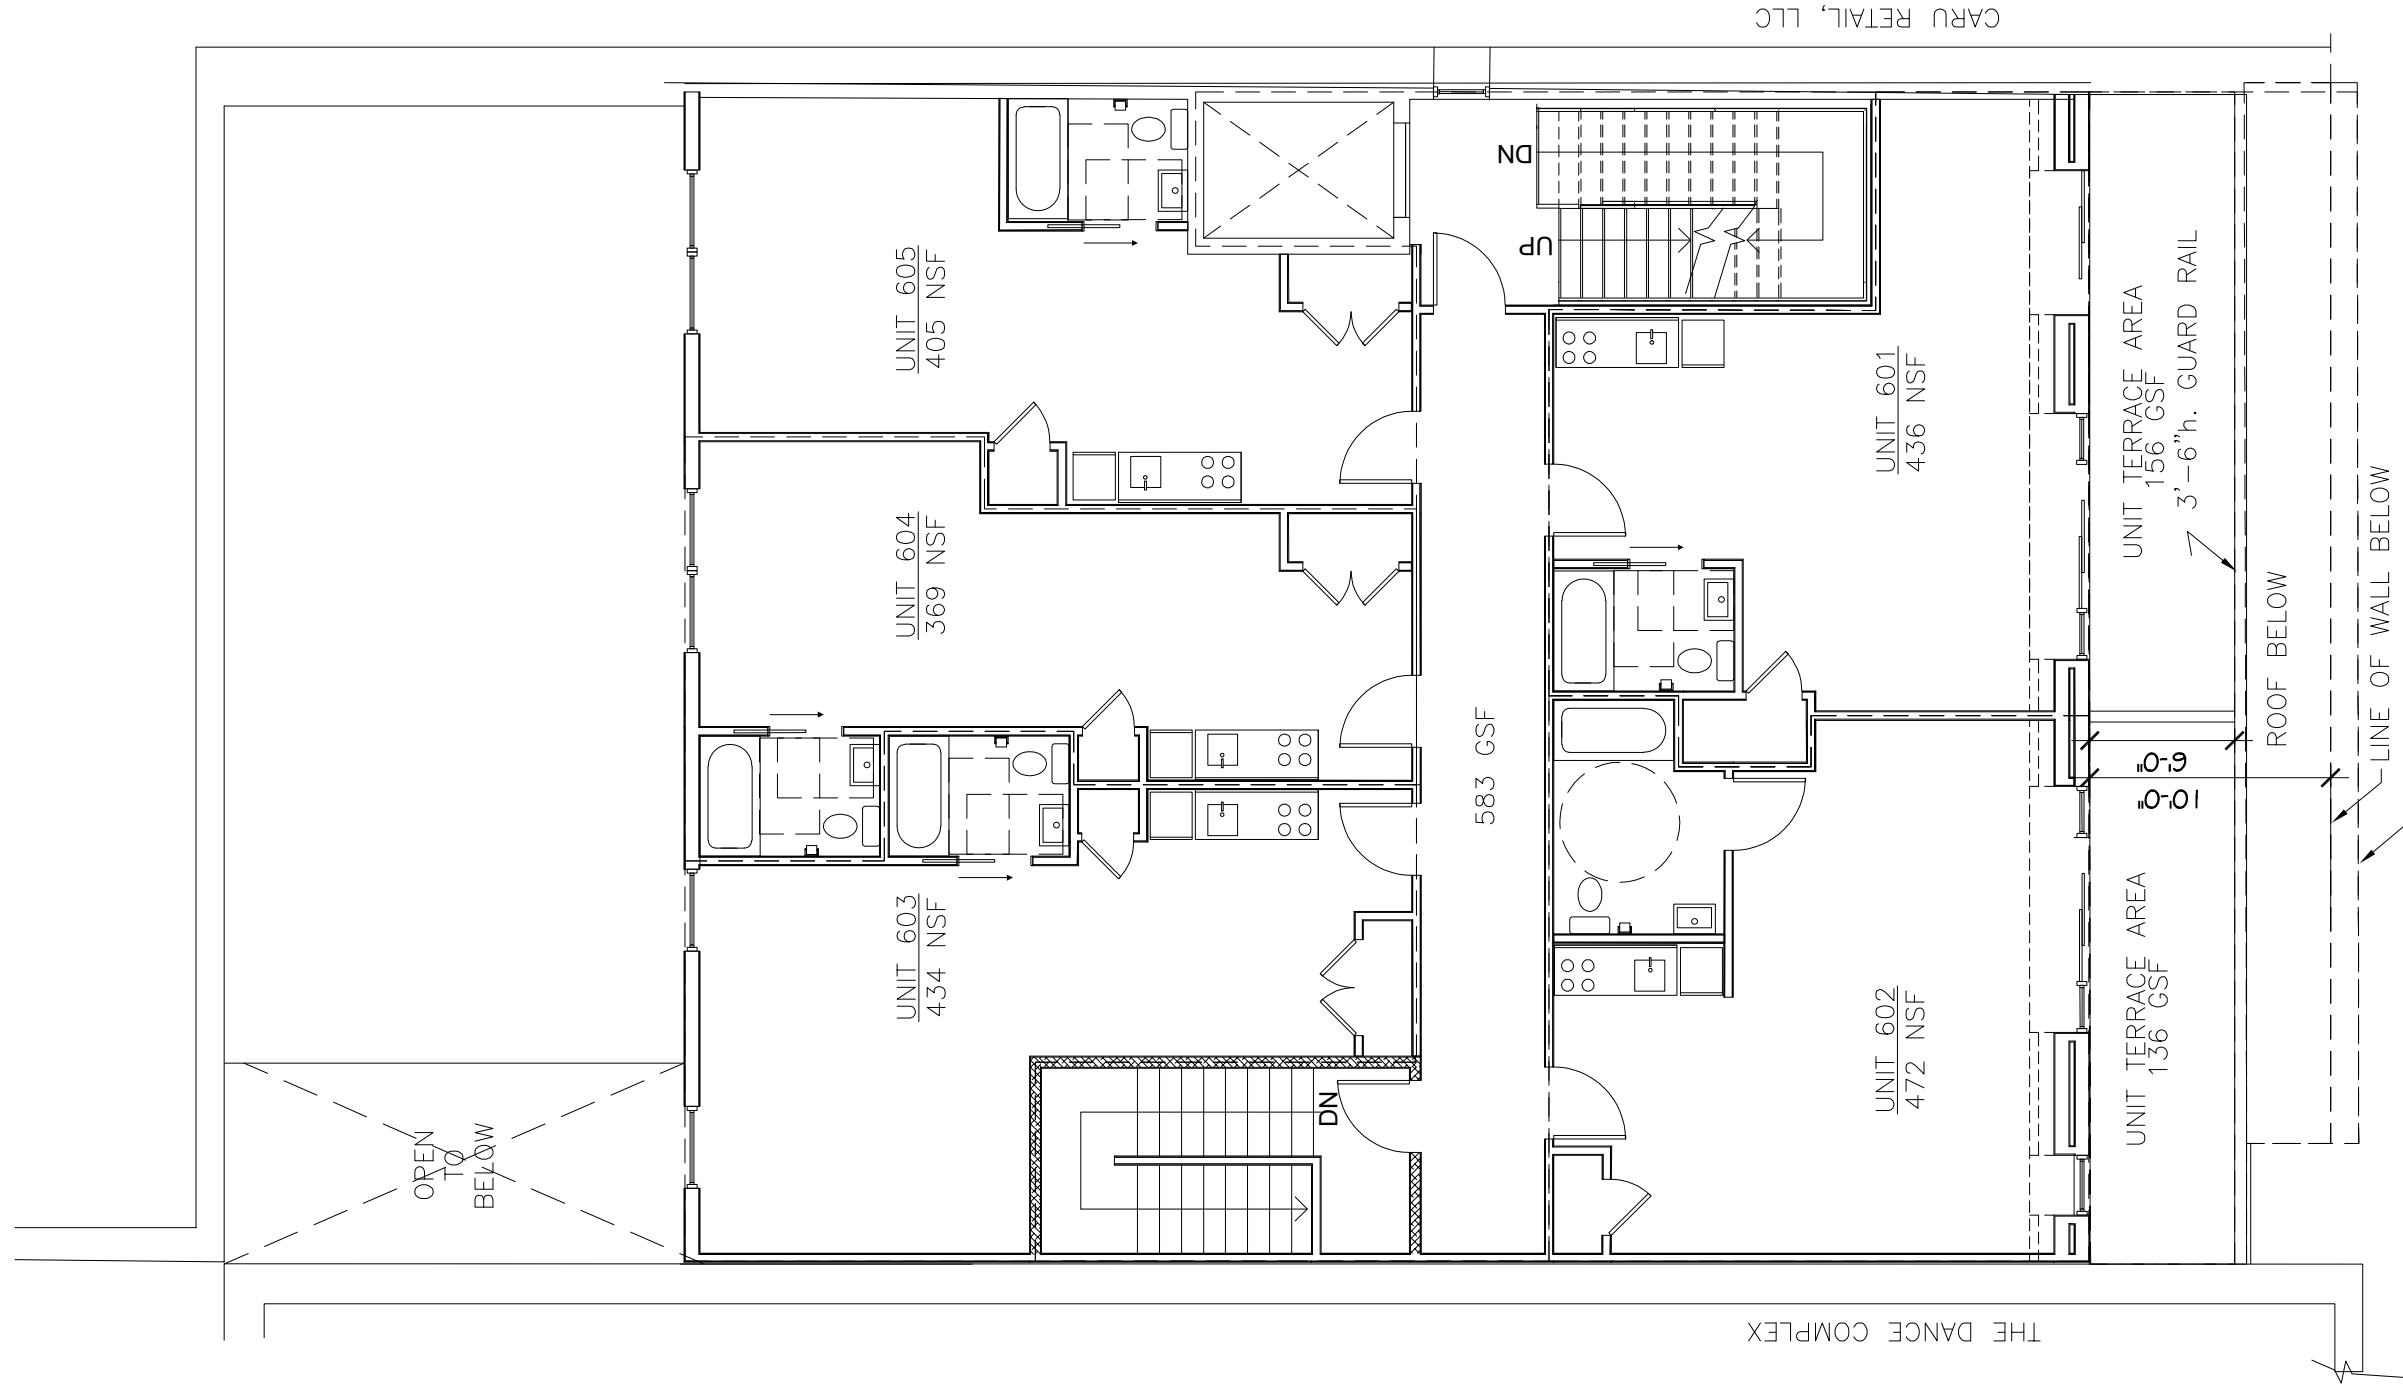 CARU RETAIL, LLC
UNIT 605
405 NSF
DN
UP
UNIT 601
436 NSF
UNIT TERRACE AREA
156 GSF
3'-6"h. GUARD RAIL
UNIT 604
369 NSF
583 GSF
ROOF BELOW
LINE OF WALL BELOW
6'-0"
10'-0"
UNIT 603
434 NSF
UNIT 602
472 NSF
UNIT TERRACE AREA
136 GSF
OPEN
TO
BELOW
DN
THE DANCE COMPLEX